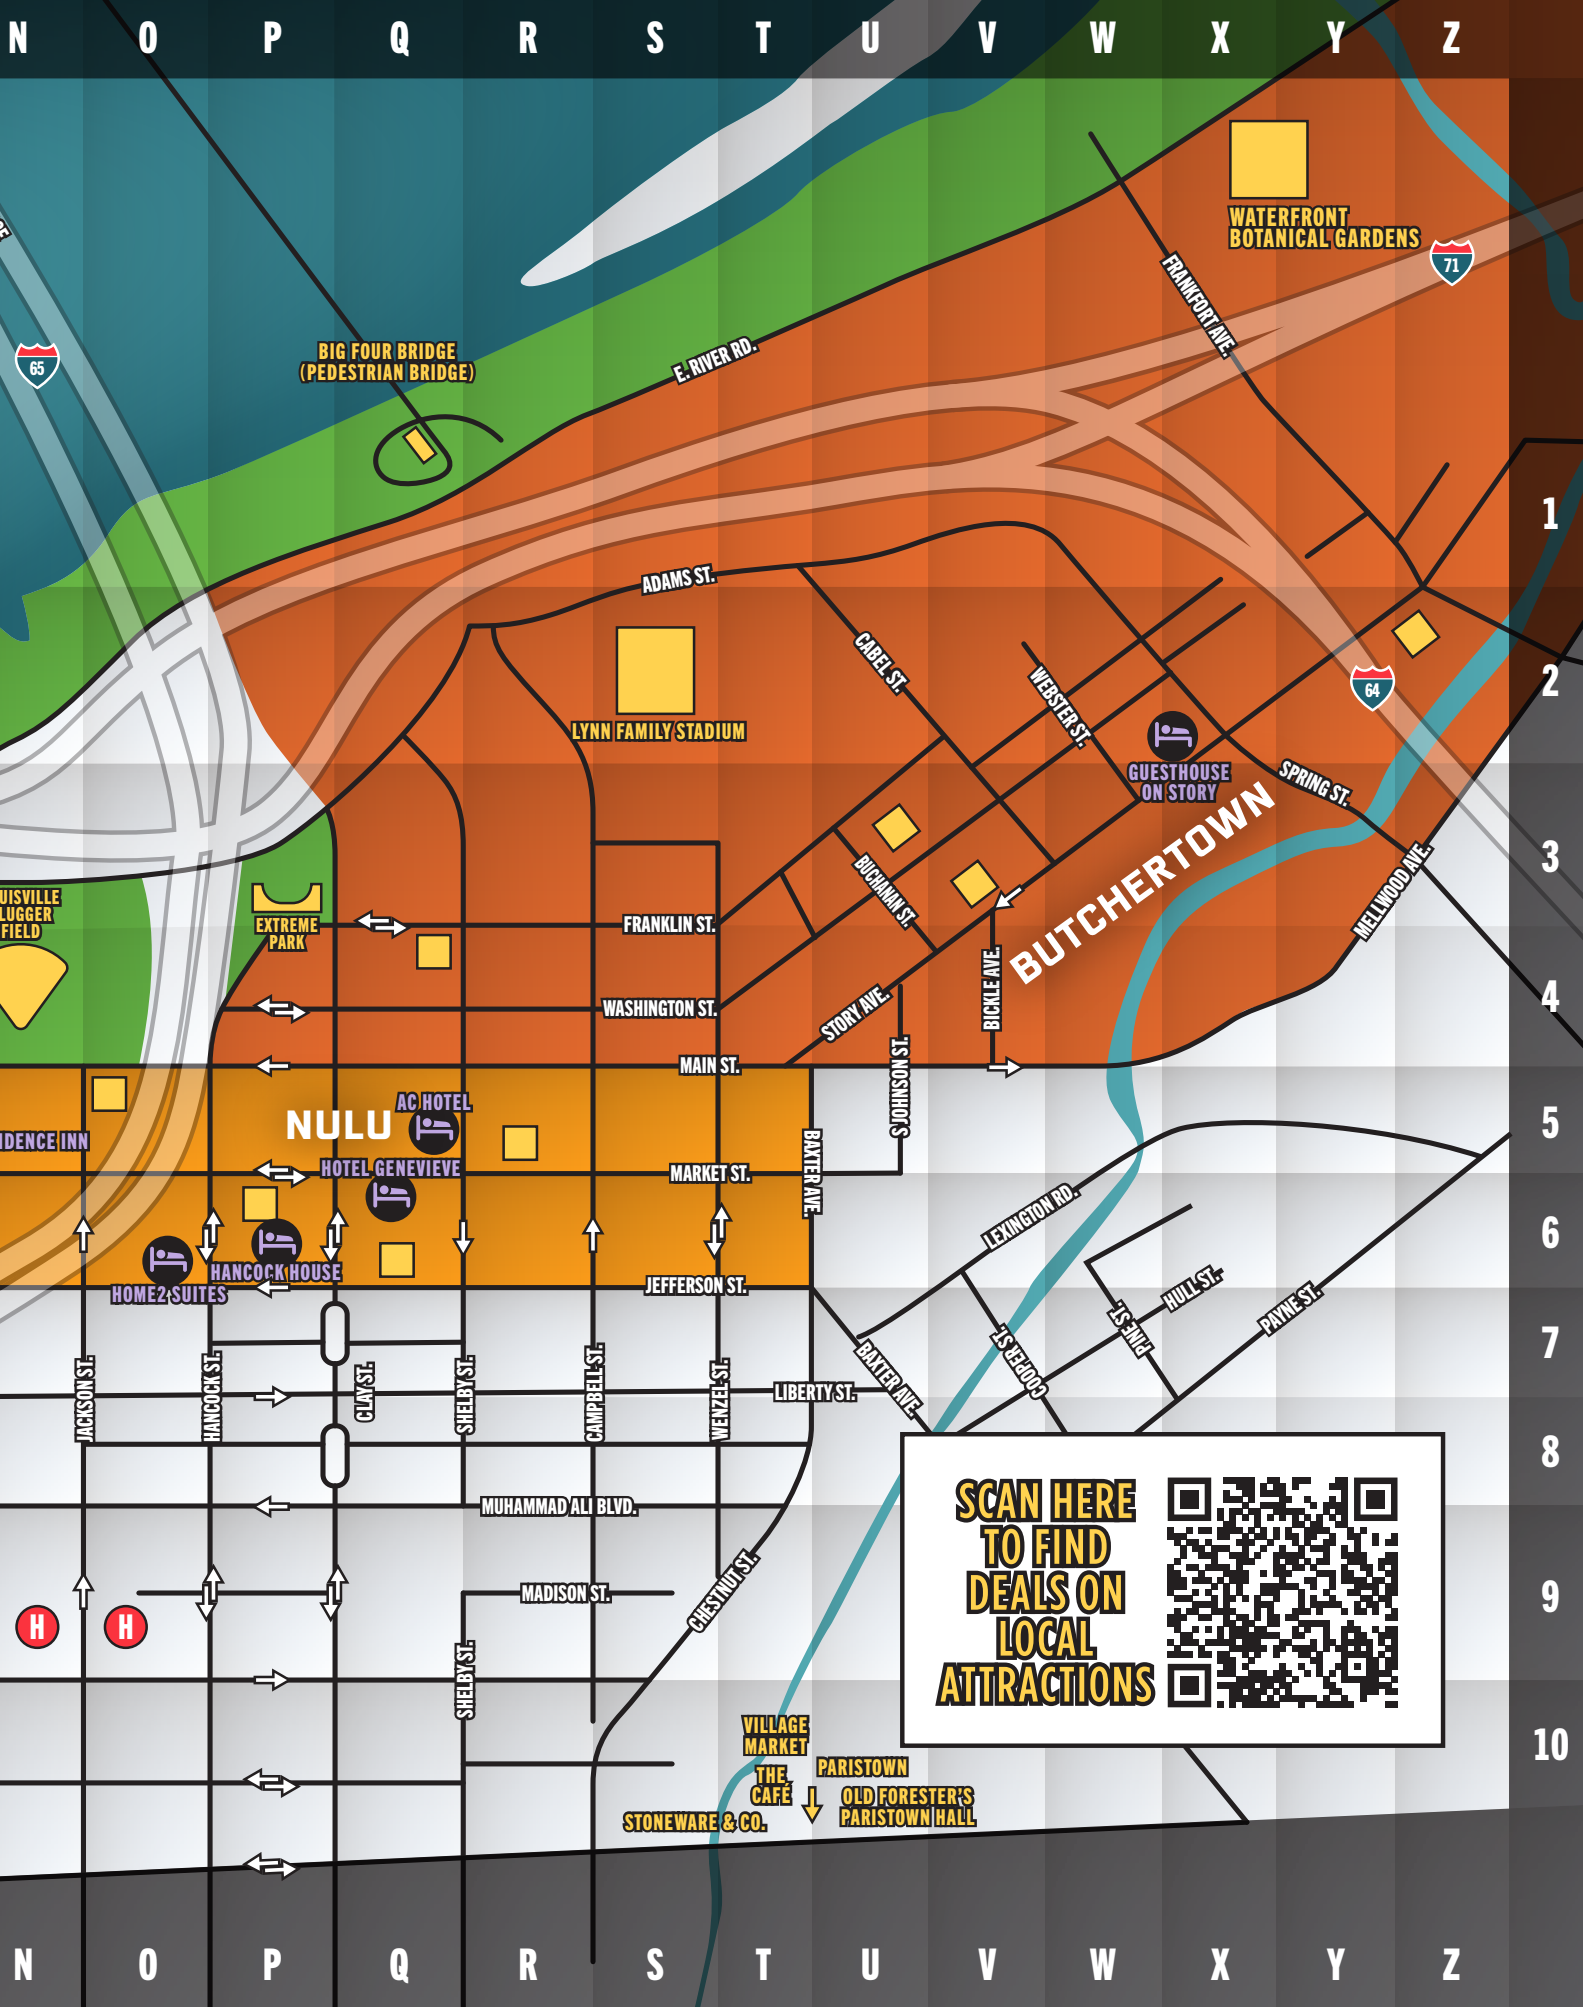 N O P Q R S T U V W X Y Z
WATERFRONT
BOTANICAL GARDENS
71
FRANKFORT AVE.
65
BIG FOUR BRIDGE
(PEDESTRIAN BRIDGE)
E. RIVER RD.
1
ADAMS ST.
CABEL ST.
WEBSTER ST.
64
2
LYNN FAMILY STADIUM
GUESTHOUSE
ON STORY
SPRING ST.
BUTCHERTOWN
3
MELLWOOD AVE.
BUCHANAN ST.
UISVILLE
LUGGER
FIELD
EXTREME
PARK
FRANKLIN ST.
BICKLE AVE.
4
WASHINGTON ST.
STORY AVE.
MAIN ST.
S JOHNSON ST.
AC HOTEL
NULU
5
IDENCE INN
HOTEL GENEVIEVE
MARKET ST.
BAXTER AVE.
LEXINGTON RD.
6
HANCOCK HOUSE
HOME2 SUITES
JEFFERSON ST.
HULL ST.
PAYNE ST.
PINE ST.
COOPER ST.
7
JACKSON ST.
HANCOCK ST.
CLAY ST.
SHELBY ST.
CAMPBELL ST.
WENZEL ST.
LIBERTY ST.
BAXTER AVE
8
MUHAMMAD ALI BLVD.
SCAN HERE
TO FIND
DEALS ON
LOCAL
ATTRACTIONS
MADISON ST.
CHESTNUT ST.
9
H
H
SHELBY ST.
VILLAGE
MARKET
10
THE
CAFÉ
PARISTOWN
OLD FORESTER'S
PARISTOWN HALL
STONEWARE & CO.
N O P Q R S T U V W X Y Z